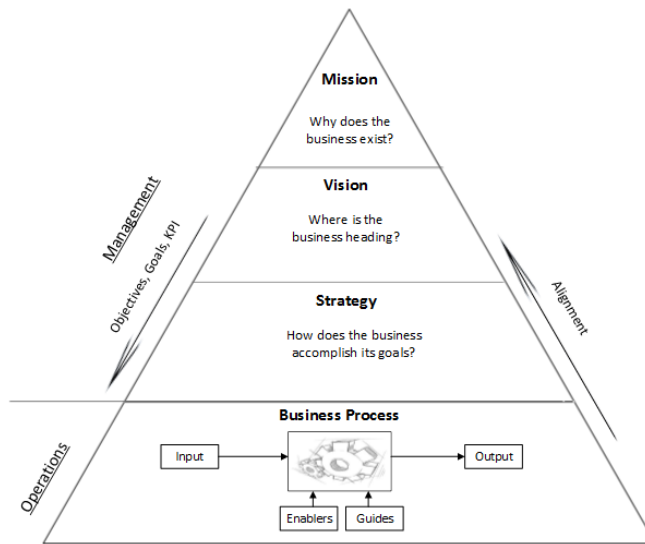 Mission
Why does the
business exist?
Vision
Where is the
business heading?
Strategy
How does the business
accomplish its goals?
Business Process
Input
Output
Enablers
Guides
Management
Objectives, Goals, KPI
Alignment
Operations